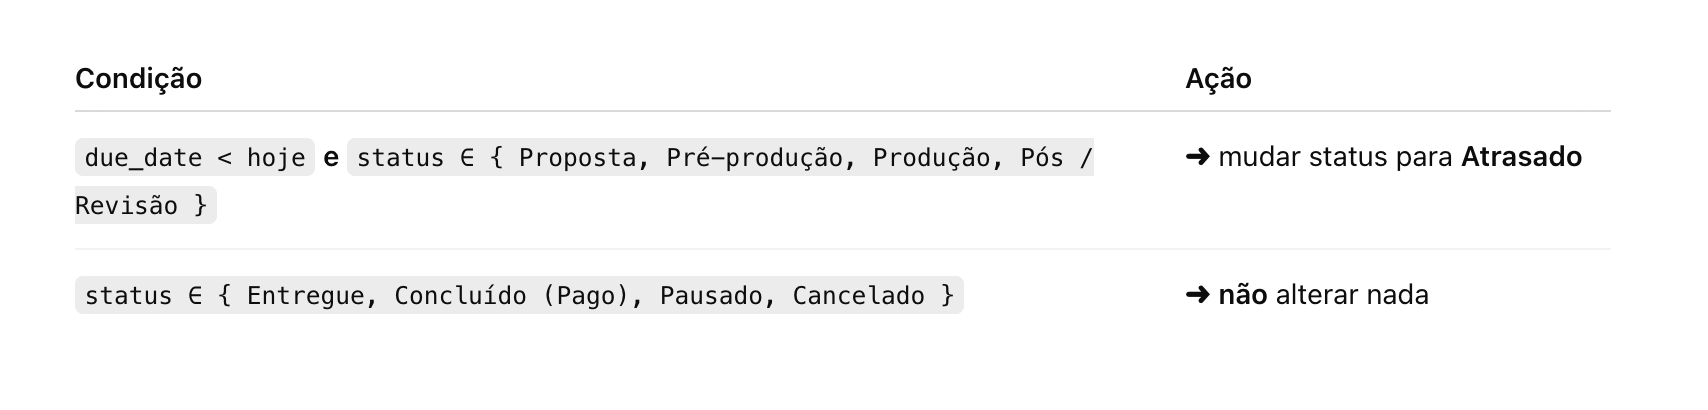 Condição Ação
due_date < hoje e status ∈ { Proposta, Pré-produção, Produção, Pós / ➜ mudar status para Atrasado
Revisão }
status ∈ { Entregue, Concluído (Pago), Pausado, Cancelado } ➜ não alterar nada